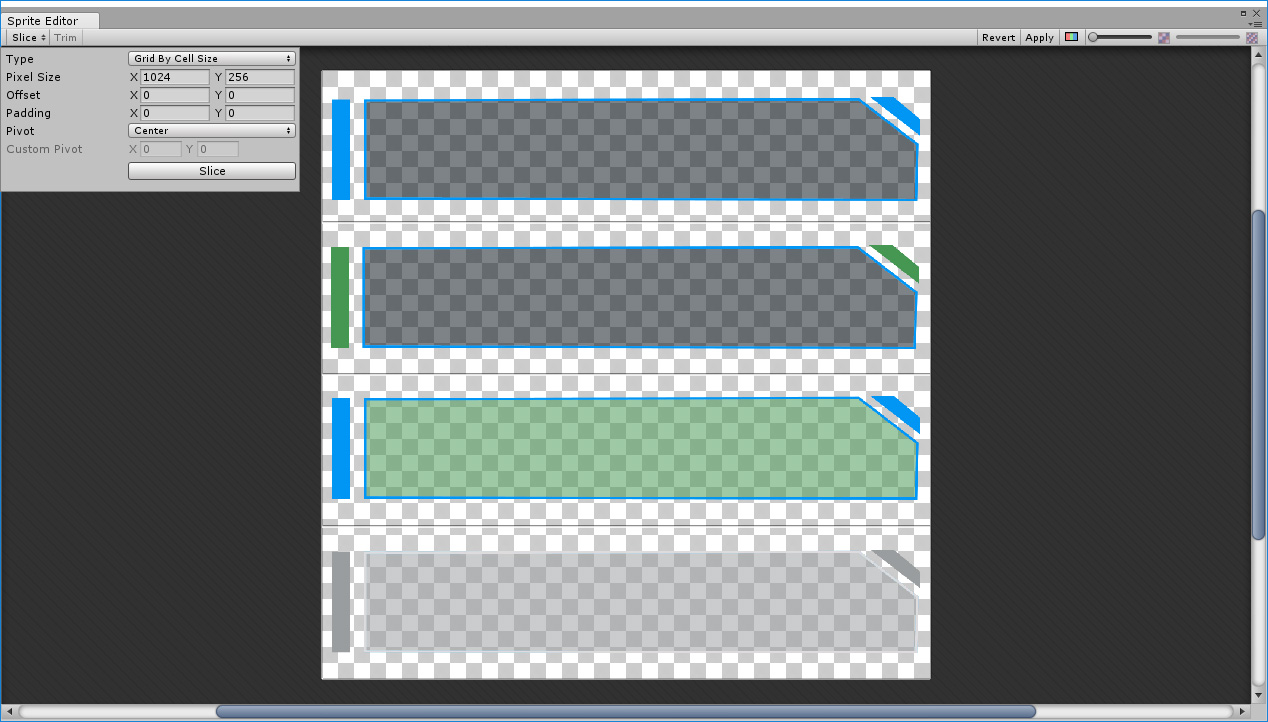 Sprite Editor
Slice Trim Revert Apply
Type Grid By Cell Size
Pixel Size X 1024 Y 256
Offset X 0 Y 0
Padding X 0 Y 0
Pivot Center
Custom Pivot X 0 Y 0
Slice